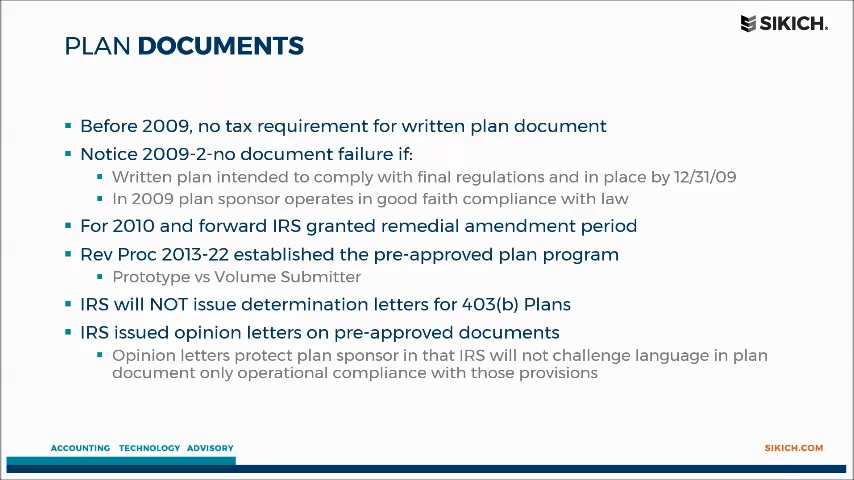 SIKICH.
PLAN DOCUMENTS
Before 2009, no tax requirement for written plan document
Notice 2009-2-no document failure if:
Written plan intended to comply with final regulations and in place by 12/31/09
In 2009 plan sponsor operates in good faith compliance with law
For 2010 and forward IRS granted remedial amendment period
Rev Proc 2013-22 established the pre-approved plan program
Prototype vs Volume Submitter
IRS will NOT issue determination letters for 403(b) Plans
IRS issued opinion letters on pre-approved documents
Opinion letters protect plan sponsor in that IRS will not challenge language in plan
document only operational compliance with those provisions
ACCOUNTING TECHNOLOGY ADVISORY
SIKICH.COM